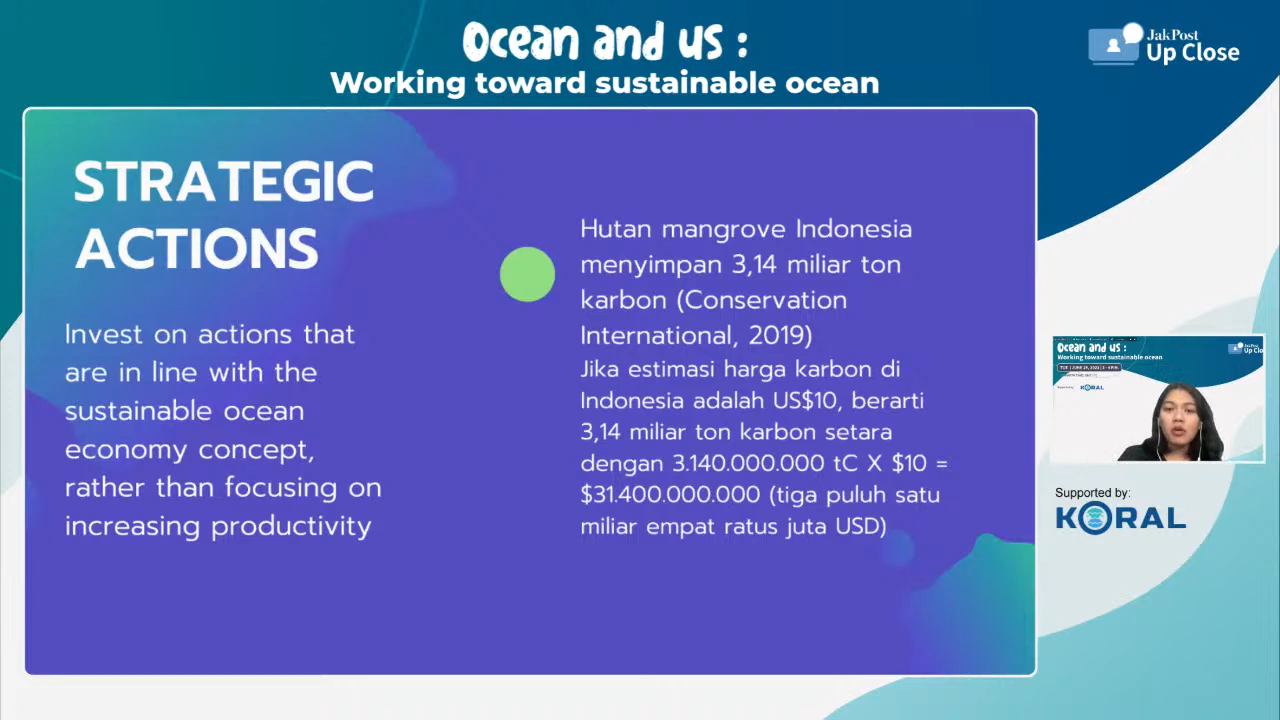 Ocean and us :
Working toward sustainable ocean
JakPost
Up Close
STRATEGIC
ACTIONS
Invest on actions that
are in line with the
sustainable ocean
economy concept,
rather than focusing on
increasing productivity
Hutan mangrove Indonesia
menyimpan 3,14 miliar ton
karbon (Conservation
International, 2019)
Jika estimasi harga karbon di
Indonesia adalah US$10, berarti
3,14 miliar ton karbon setara
dengan 3.140.000.000 tC X $10 =
$31.400.000.000 (tiga puluh satu
miliar empat ratus juta USD)
Ocean and us :
Working toward sustainable ocean
JakPost
Up Clo
KORAL
Supported by:
KORAL